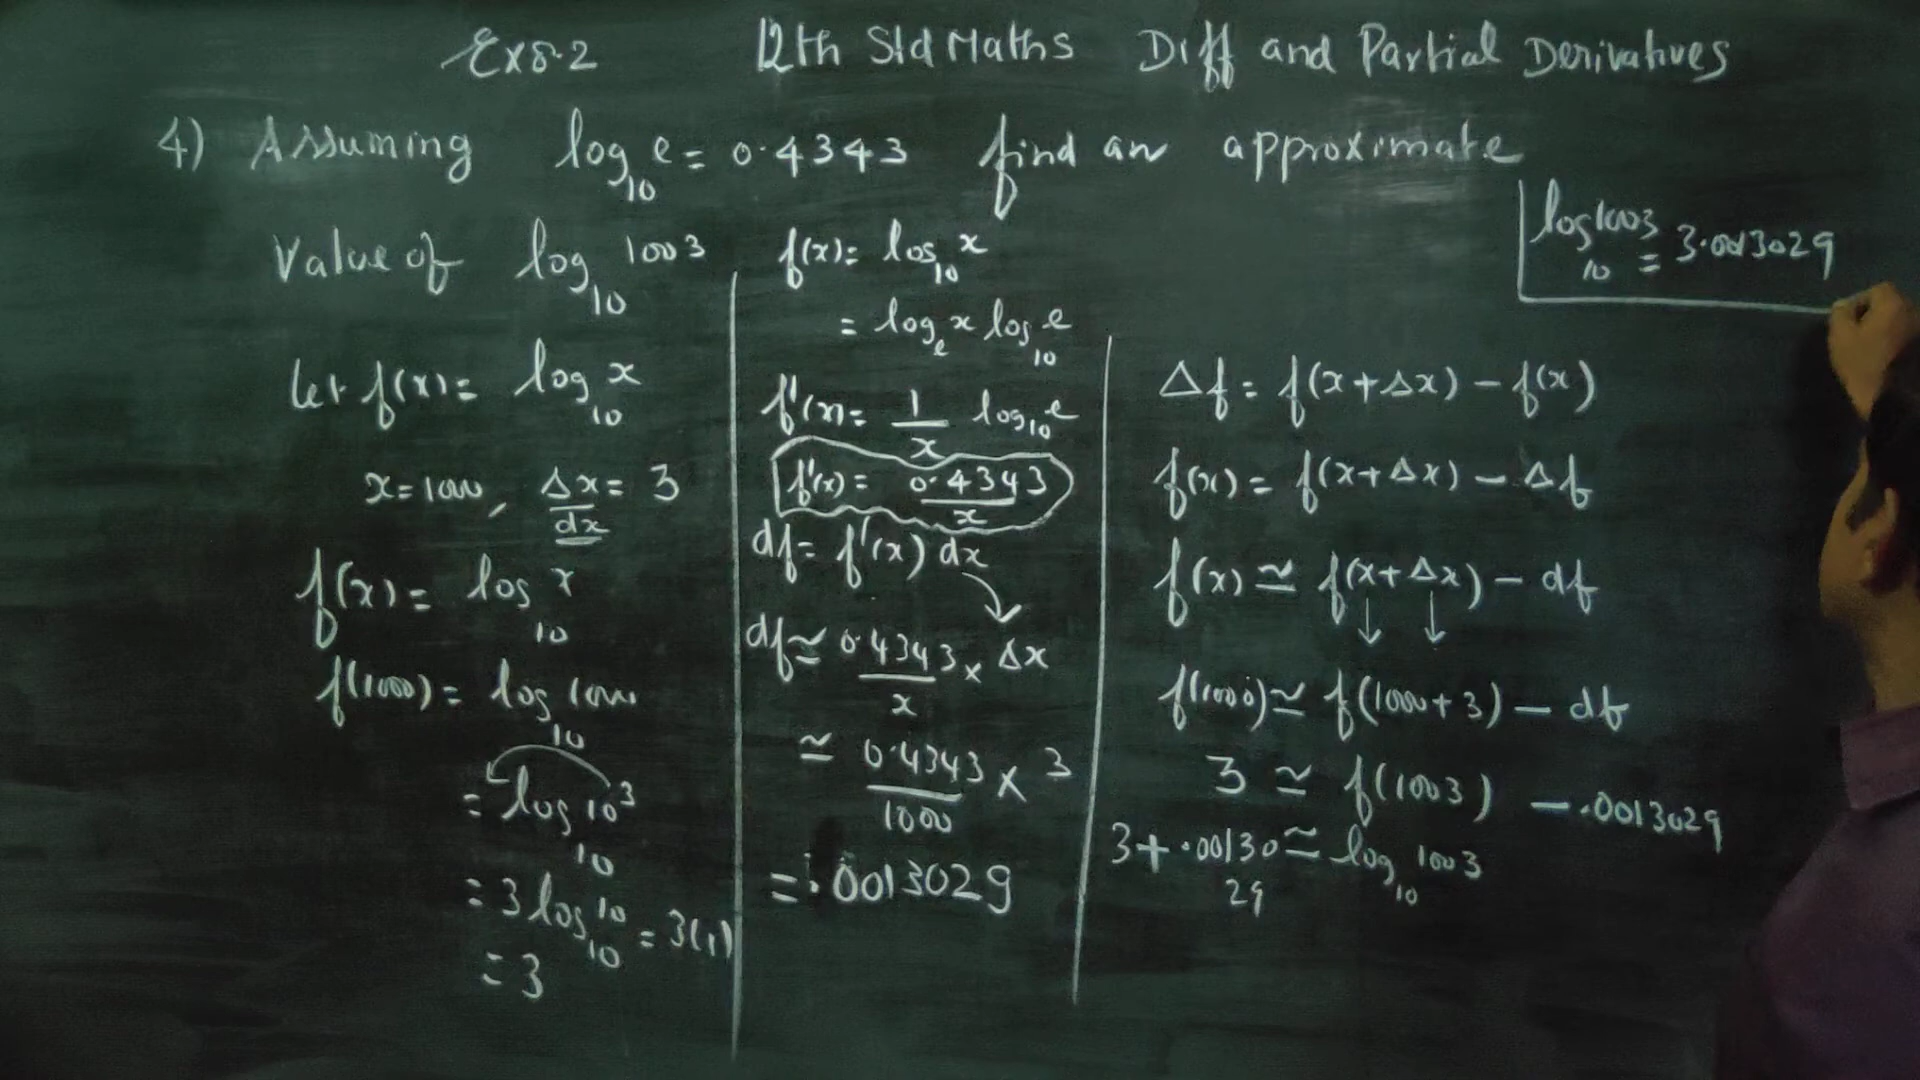 Ex 8.2 12th Std Maths Diff and Partial Derivatives
4) Assuming log₁₀ e = 0.4343 find an approximate
Value of log₁₀ 1003
let f(x) = log₁₀ x
x = 1000, Δx = 3
dx
f(x) = log₁₀ x
f(1000) = log₁₀ 1000
= log₁₀ 10³
= 3 log₁₀ 10 = 3(1)
= 3
f(x) = log₁₀ x
= logₑ x log₁₀ e
f'(x) = 1/x log₁₀ e
f'(x) = 0.4343/x
df = f'(x) dx
df ≃ 0.4343/x × Δx
≃ 0.4343/1000 × 3
= .0013029
Δf = f(x+Δx) – f(x)
f(x) = f(x+Δx) – Δf
f(x) ≃ f(x+Δx) – df
f(1000) ≃ f(1000+3) – df
3 ≃ f(1003) – .0013029
3 + .0013029 ≃ log₁₀ 1003
log₁₀ 1003 = 3.0013029